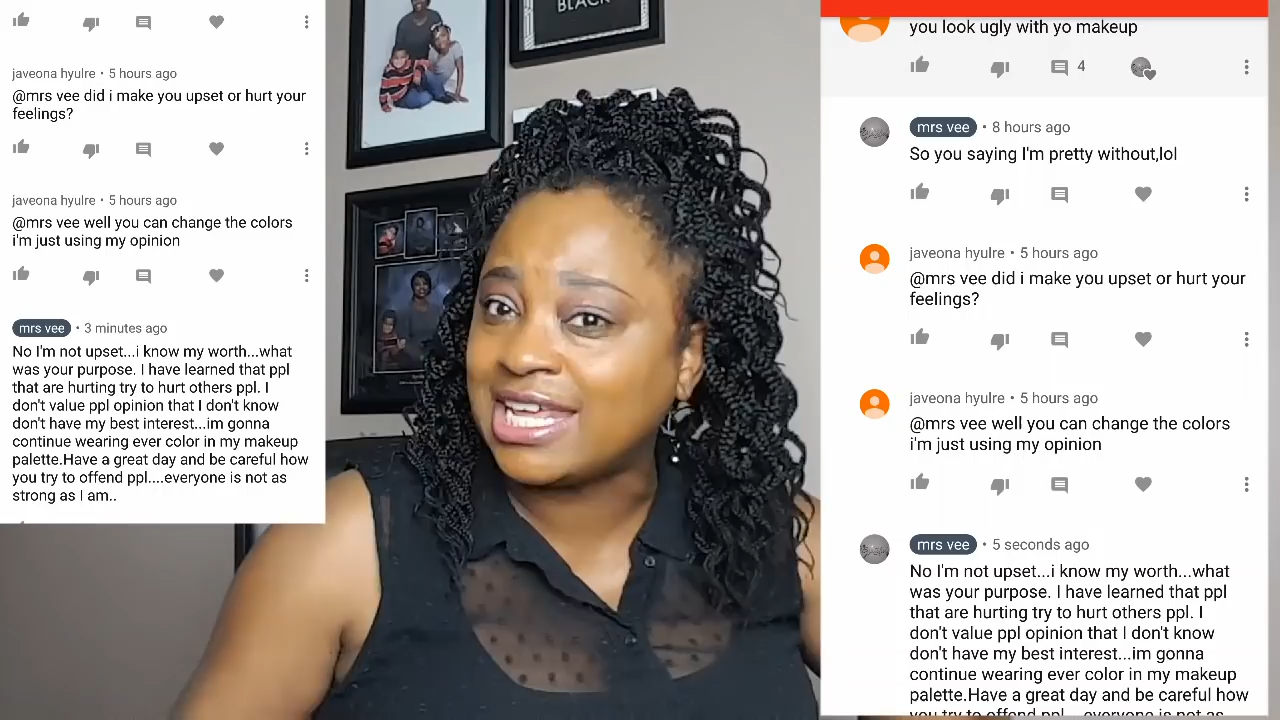 javeona hyulre • 5 hours ago
@mrs vee did i make you upset or hurt your
feelings?
javeona hyulre • 5 hours ago
@mrs vee well you can change the colors
i'm just using my opinion
mrs vee • 3 minutes ago
No I'm not upset...i know my worth...what
was your purpose. I have learned that ppl
that are hurting try to hurt others ppl. I
don't value ppl opinion that I don't know
don't have my best interest...im gonna
continue wearing ever color in my makeup
palette.Have a great day and be careful how
you try to offend ppl....everyone is not as
strong as I am..
BLACK
you look ugly with yo makeup
4
mrs vee • 8 hours ago
So you saying I'm pretty without,lol
javeona hyulre • 5 hours ago
@mrs vee did i make you upset or hurt your
feelings?
javeona hyulre • 5 hours ago
@mrs vee well you can change the colors
i'm just using my opinion
mrs vee • 5 seconds ago
No I'm not upset...i know my worth...what
was your purpose. I have learned that ppl
that are hurting try to hurt others ppl. I
don't value ppl opinion that I don't know
don't have my best interest...im gonna
continue wearing ever color in my makeup
palette.Have a great day and be careful how
you try to offend ppl....everyone is not as